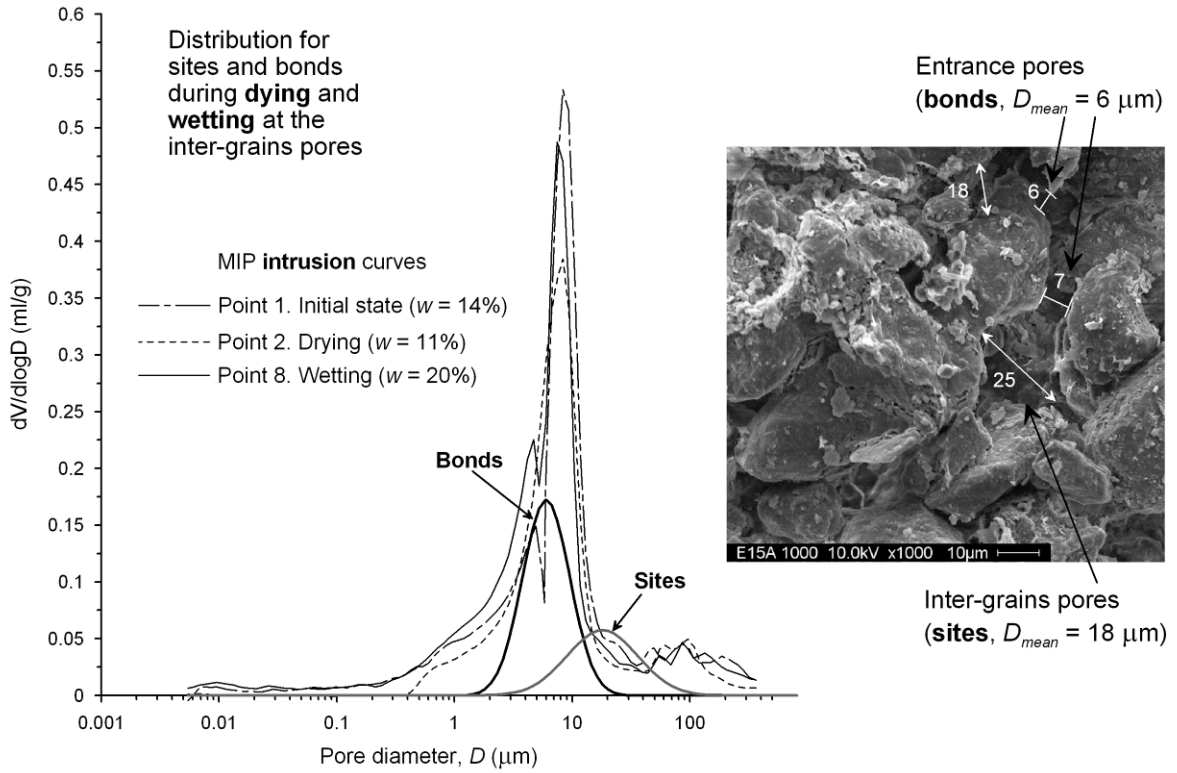 0.6
0.55
0.5
0.45
0.4
0.35
0.3
0.25
0.2
0.15
0.1
0.05
0
dV/dlogD (ml/g)
Distribution for
sites and bonds
during dying and
wetting at the
inter-grains pores
MIP intrusion curves
Point 1. Initial state (w = 14%)
Point 2. Drying (w = 11%)
Point 8. Wetting (w = 20%)
Bonds
Sites
0.001
0.01
0.1
1
10
100
Pore diameter, D (μm)
Entrance pores
(bonds, Dmean = 6 μm)
18
6
7
25
E15A 1000 10.0kV x1000 10μm
Inter-grains pores
(sites, Dmean = 18 μm)